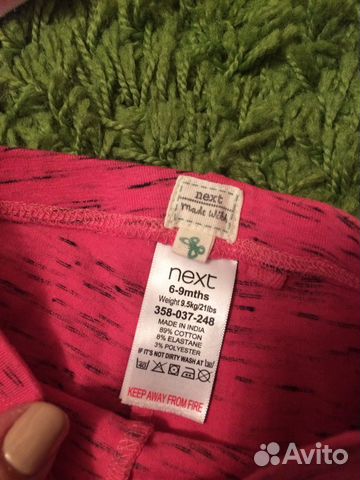 next
Made With
next
6-9mths
Weight 9.5kg/21lbs
358-037-248
MADE IN INDIA
89% COTTON
8% ELASTANE
3% POLYESTER
IF IT'S NOT DIRTY WASH AT 30°
KEEP AWAY FROM FIRE
Avito